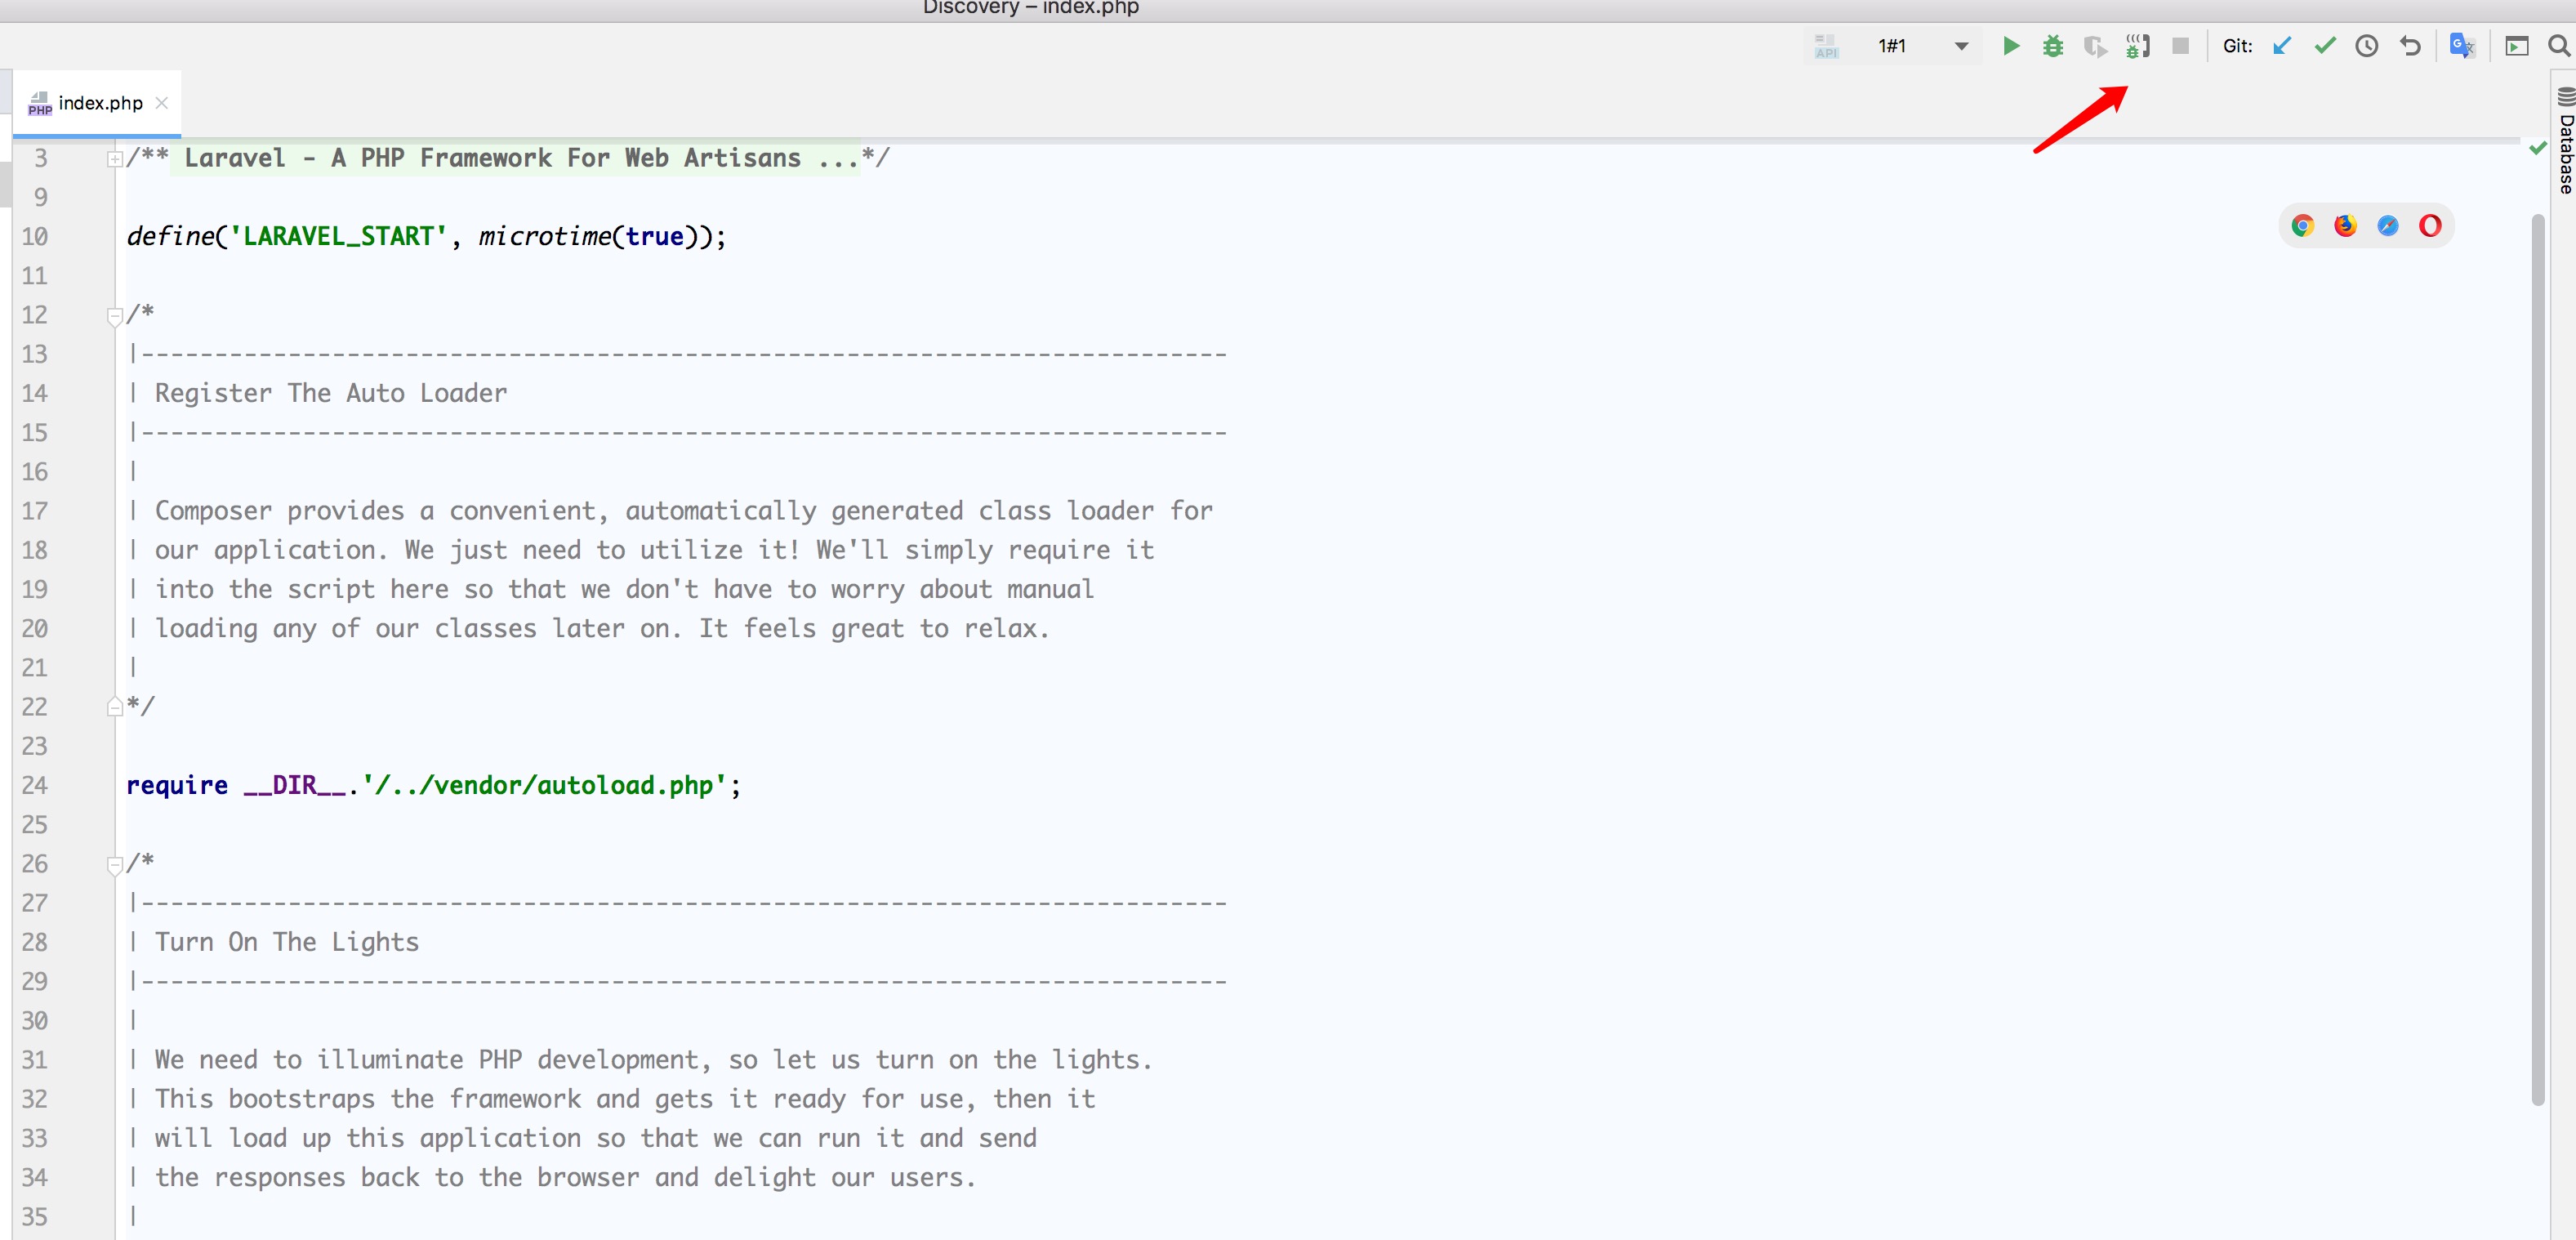 Discovery – index.php
API 1#1 Git: G 文
PHP index.php
Database
3 /** Laravel - A PHP Framework For Web Artisans ...*/
9
10 define('LARAVEL_START', microtime(true));
11
12 /*
13 |--------------------------------------------------------------------------
14 | Register The Auto Loader
15 |--------------------------------------------------------------------------
16 |
17 | Composer provides a convenient, automatically generated class loader for
18 | our application. We just need to utilize it! We'll simply require it
19 | into the script here so that we don't have to worry about manual
20 | loading any of our classes later on. It feels great to relax.
21 |
22 */
23
24 require __DIR__.'/../vendor/autoload.php';
25
26 /*
27 |--------------------------------------------------------------------------
28 | Turn On The Lights
29 |--------------------------------------------------------------------------
30 |
31 | We need to illuminate PHP development, so let us turn on the lights.
32 | This bootstraps the framework and gets it ready for use, then it
33 | will load up this application so that we can run it and send
34 | the responses back to the browser and delight our users.
35 |